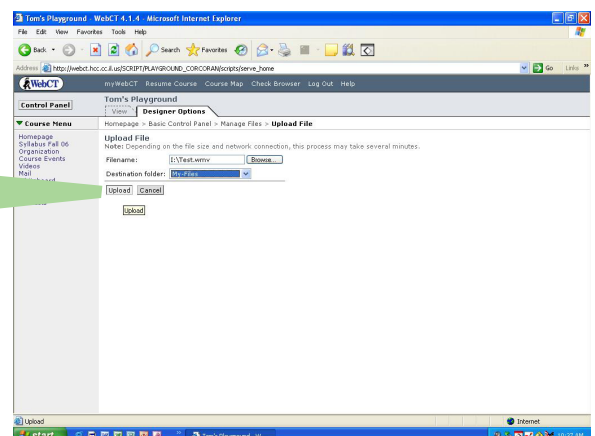 Tom's Playground - WebCT 4.1.4 - Microsoft Internet Explorer
File Edit View Favorites Tools Help
Back Search Favorites
Address http://webct.hcc.cc.il.us/SCRIPT/PLAYGROUND_CORCORAN/scripts/serve_home Go Links »
WebCT myWebCT Resume Course Course Map Check Browser Log Out Help
Control Panel
Tom's Playground
View Designer Options
Course Menu
Homepage > Basic Control Panel > Manage Files > Upload File
Homepage
Syllabus Fall 06
Organization
Course Events
Videos
Mail
Upload File
Note: Depending on the file size and network connection, this process may take several minutes.
Filename: I:\Test.wmv Browse...
Destination folder: My-Files
Upload Cancel
Upload
Upload Internet
start Tom's Playground 10:37 AM